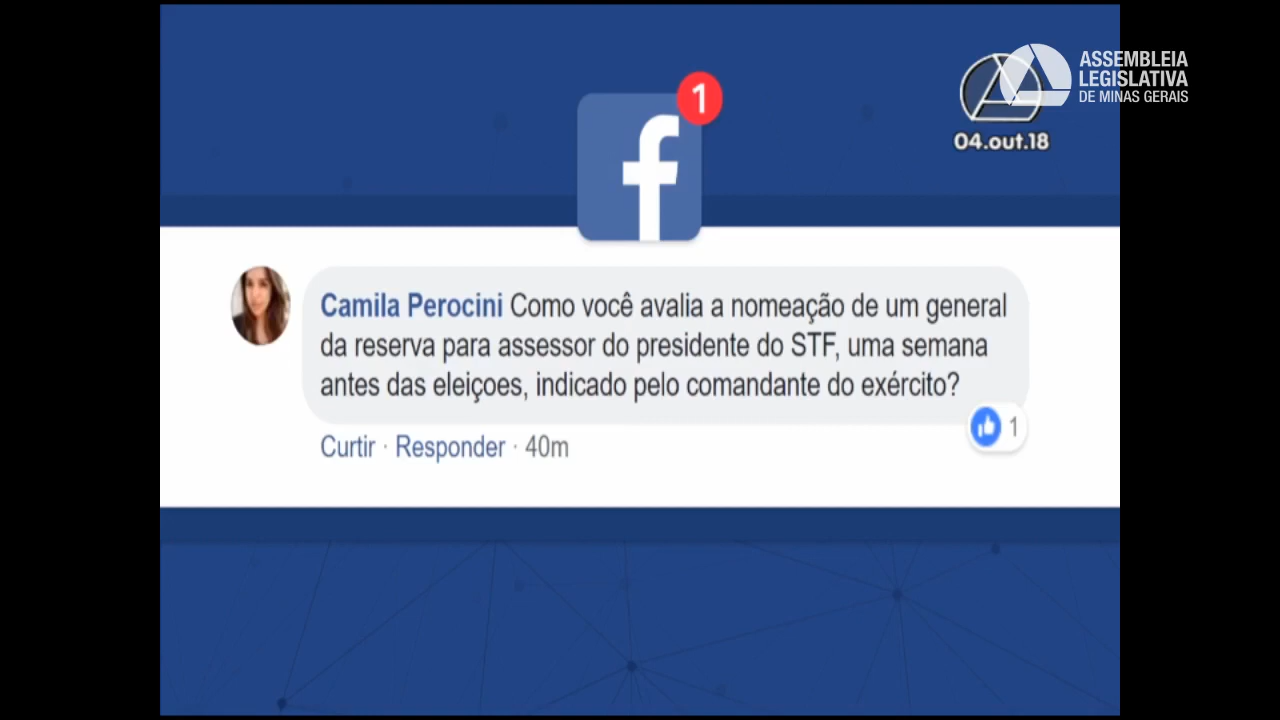 ASSEMBLEIA
LEGISLATIVA
DE MINAS GERAIS
04.out.18
f
1
Camila Perocini Como você avalia a nomeação de um general
da reserva para assessor do presidente do STF, uma semana
antes das eleiçoes, indicado pelo comandante do exército?
1
Curtir · Responder · 40m